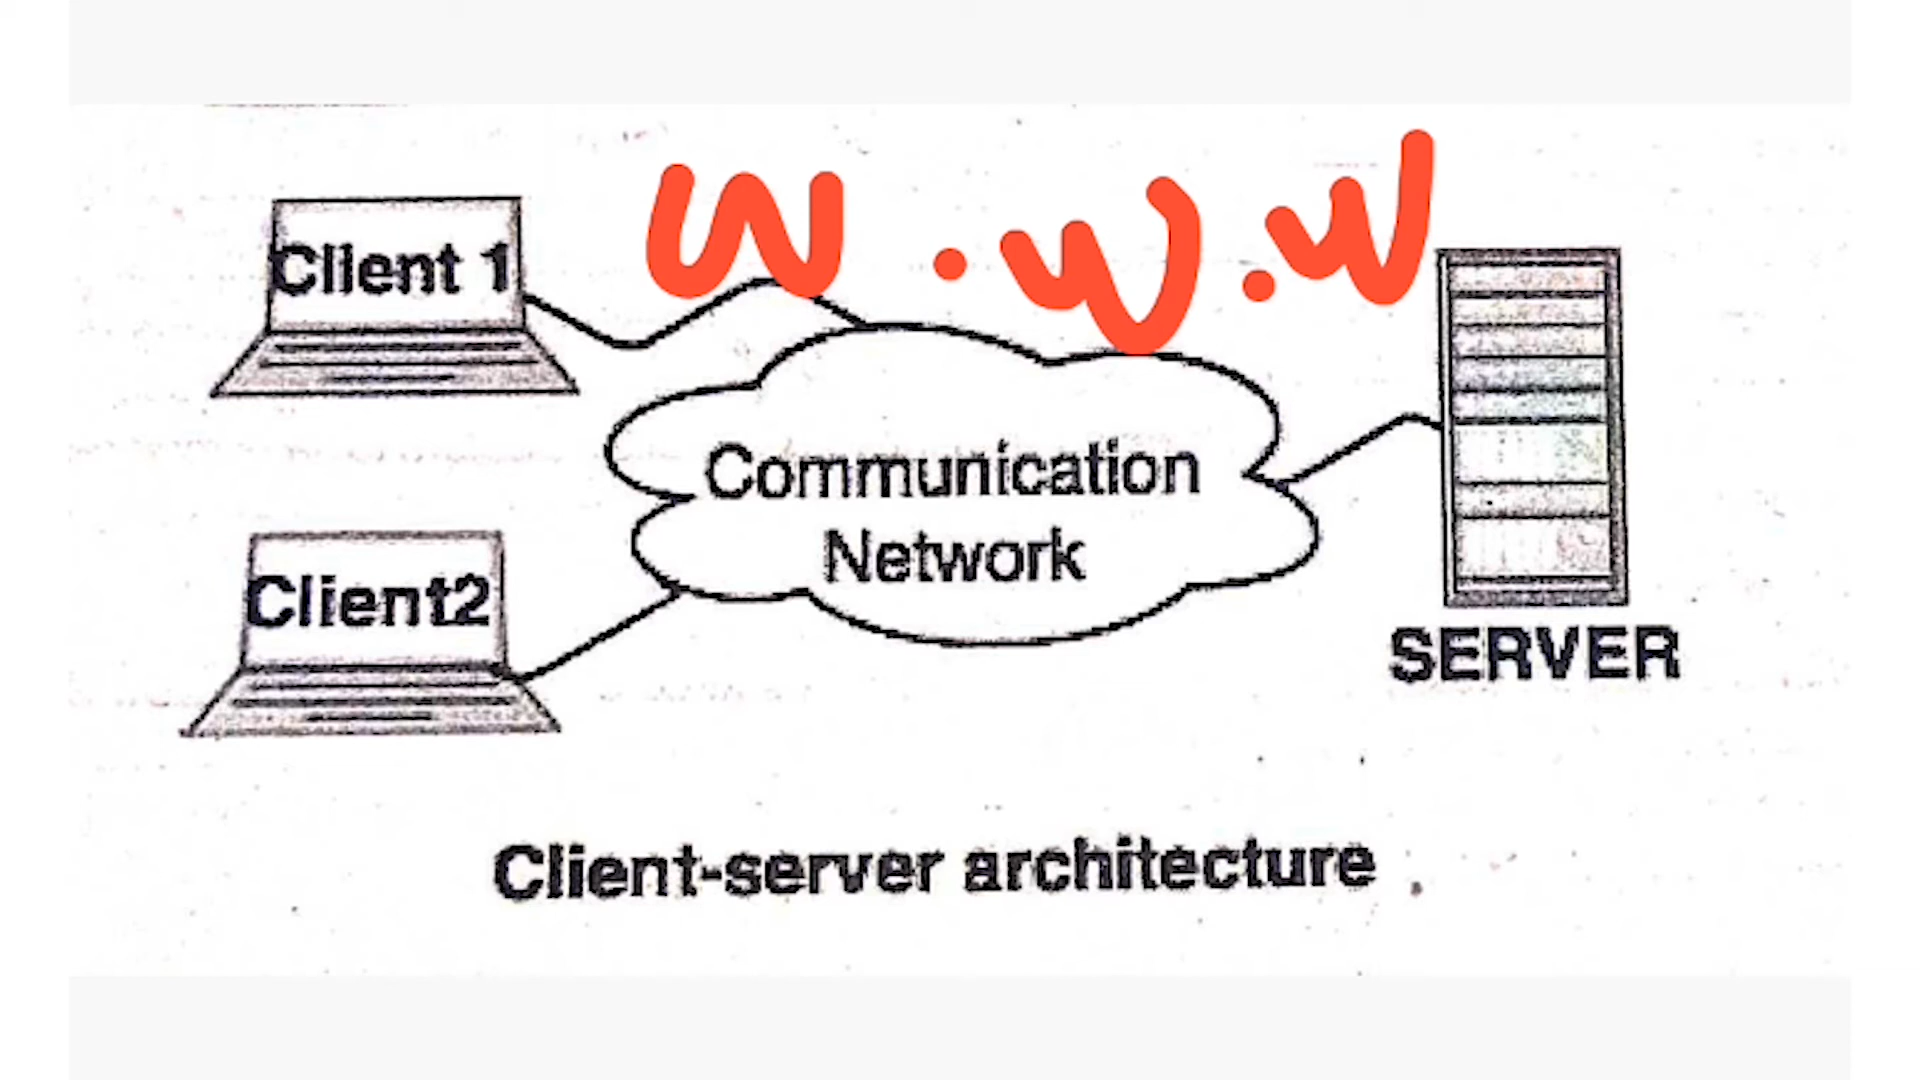 w.w.w
Client 1
Communication
Network
Client2
SERVER
Client-server architecture